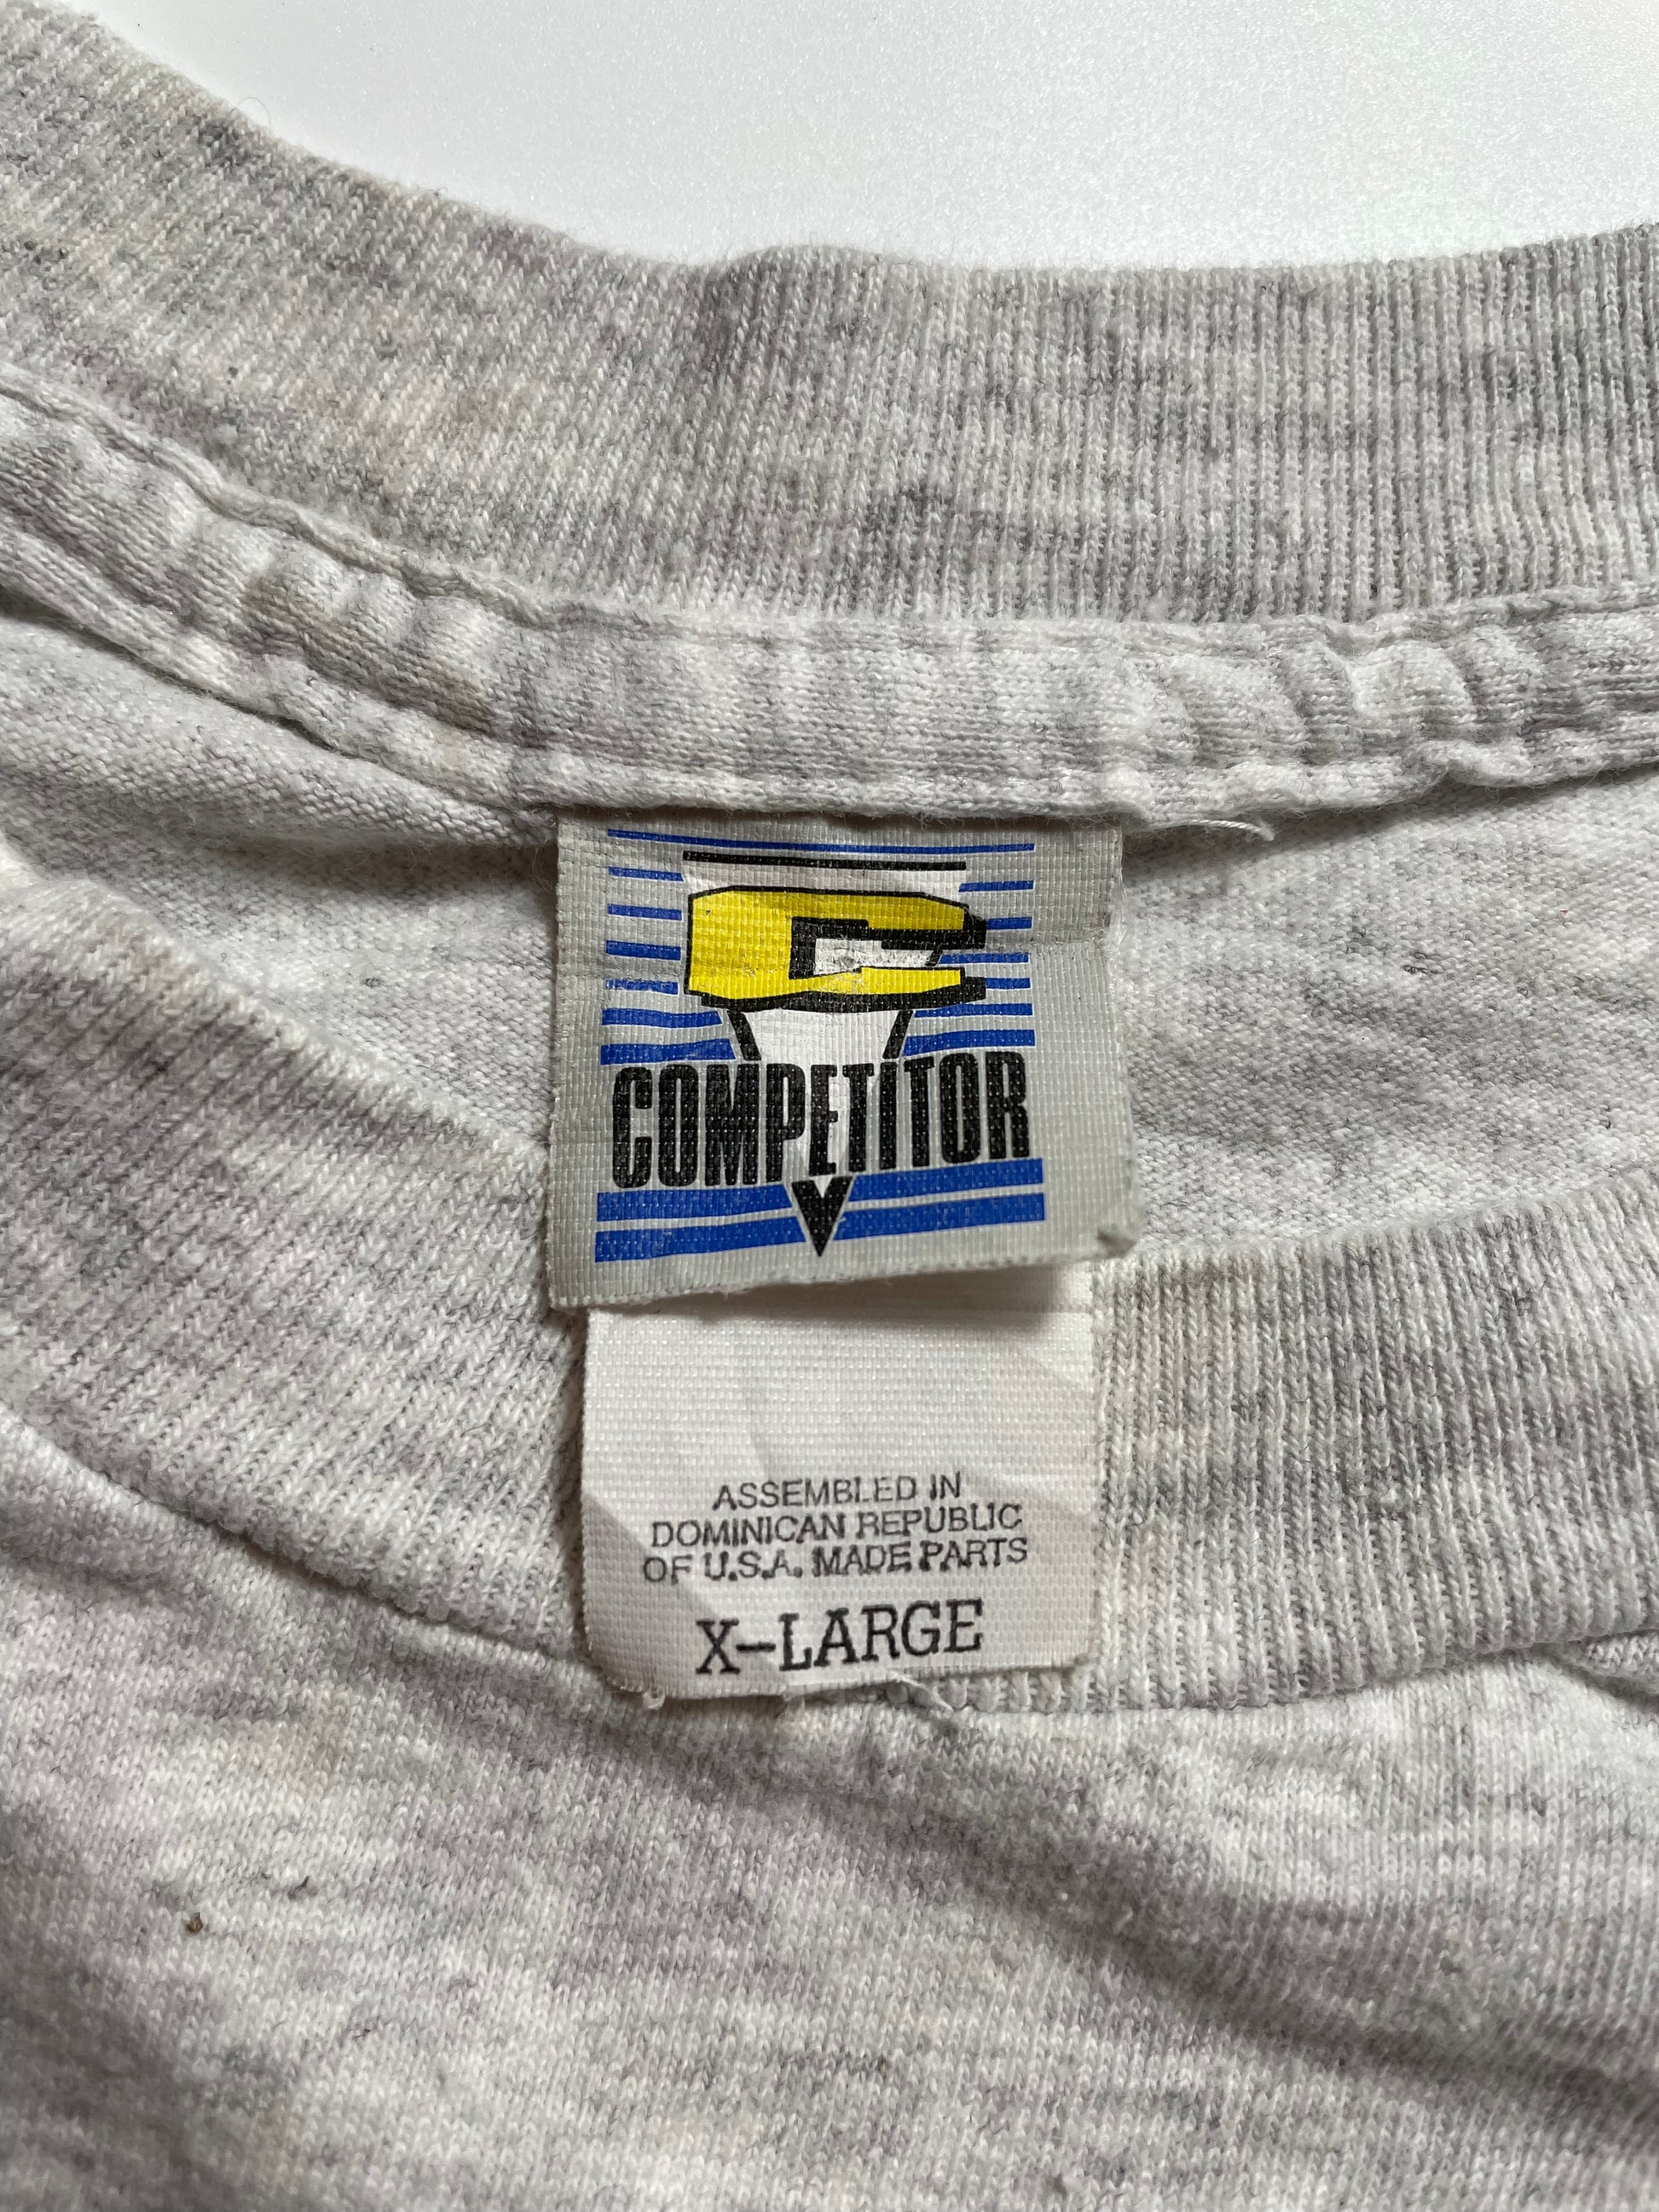 C
COMPETITOR
ASSEMBLED IN
DOMINICAN REPUBLIC
OF U.S.A. MADE PARTS
X-LARGE